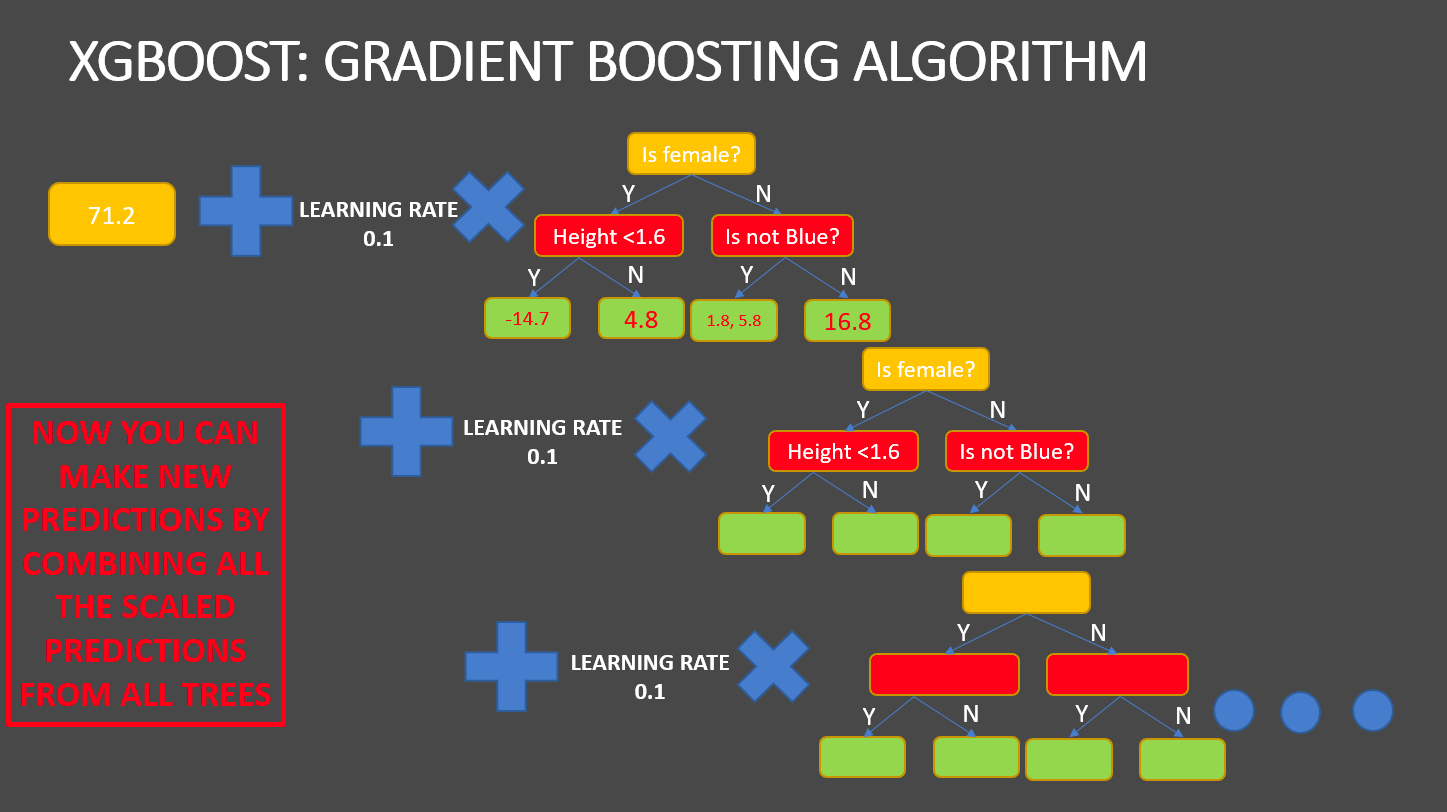 XGBOOST: GRADIENT BOOSTING ALGORITHM
71.2
LEARNING RATE
0.1
Is female?
Y
N
Height <1.6
Is not Blue?
Y
N
Y
N
-14.7
4.8
1.8, 5.8
16.8
NOW YOU CAN
MAKE NEW
PREDICTIONS BY
COMBINING ALL
THE SCALED
PREDICTIONS
FROM ALL TREES
LEARNING RATE
0.1
Is female?
Y
N
Height <1.6
Is not Blue?
Y
N
Y
N
LEARNING RATE
0.1
Y
N
Y
N
Y
N